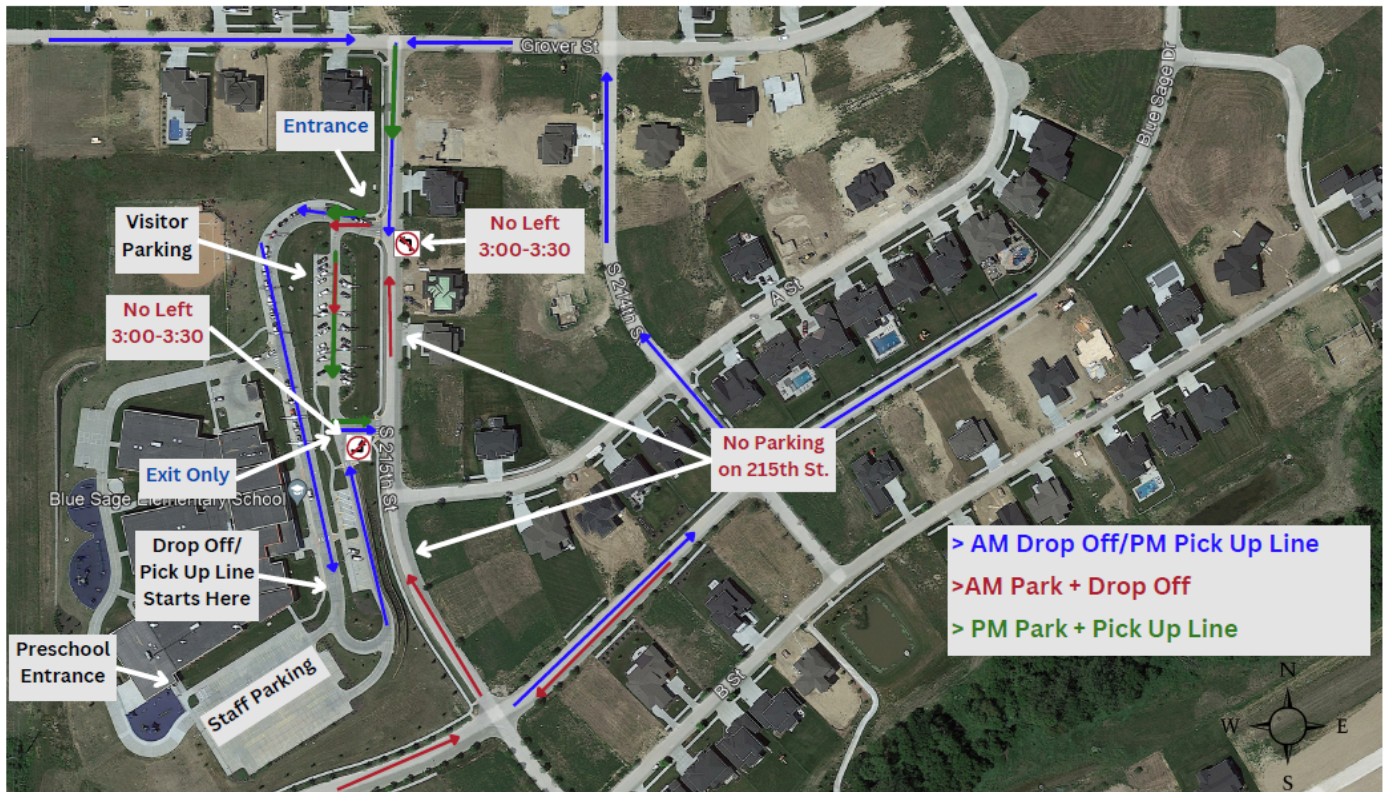 Grover St
Blue Sage Dr
Entrance
Visitor
Parking
No Left
3:00-3:30
No Left
3:00-3:30
S 214th S
A St
S 215th St
No Parking
on 215th St.
Exit Only
Blue Sage Elementary School
Drop Off/
Pick Up Line
Starts Here
Preschool
Entrance
Staff Parking
B St
> AM Drop Off/PM Pick Up Line
>AM Park + Drop Off
> PM Park + Pick Up Line
N
W
E
S